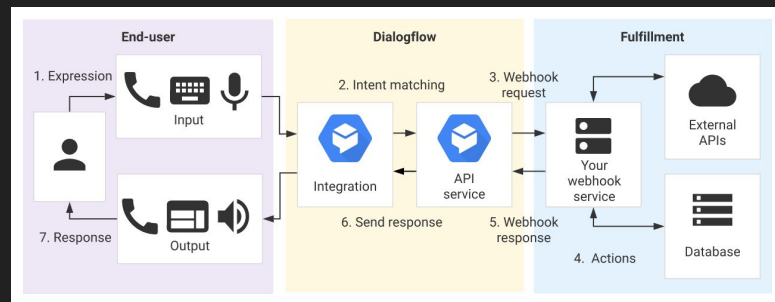 End-user
Dialogflow
Fulfillment
1. Expression
Input
2. Intent matching
3. Webhook
request
External
APIs
Integration
API
service
Your
webhook
service
7. Response
Output
6. Send response
5. Webhook
response
4. Actions
Database